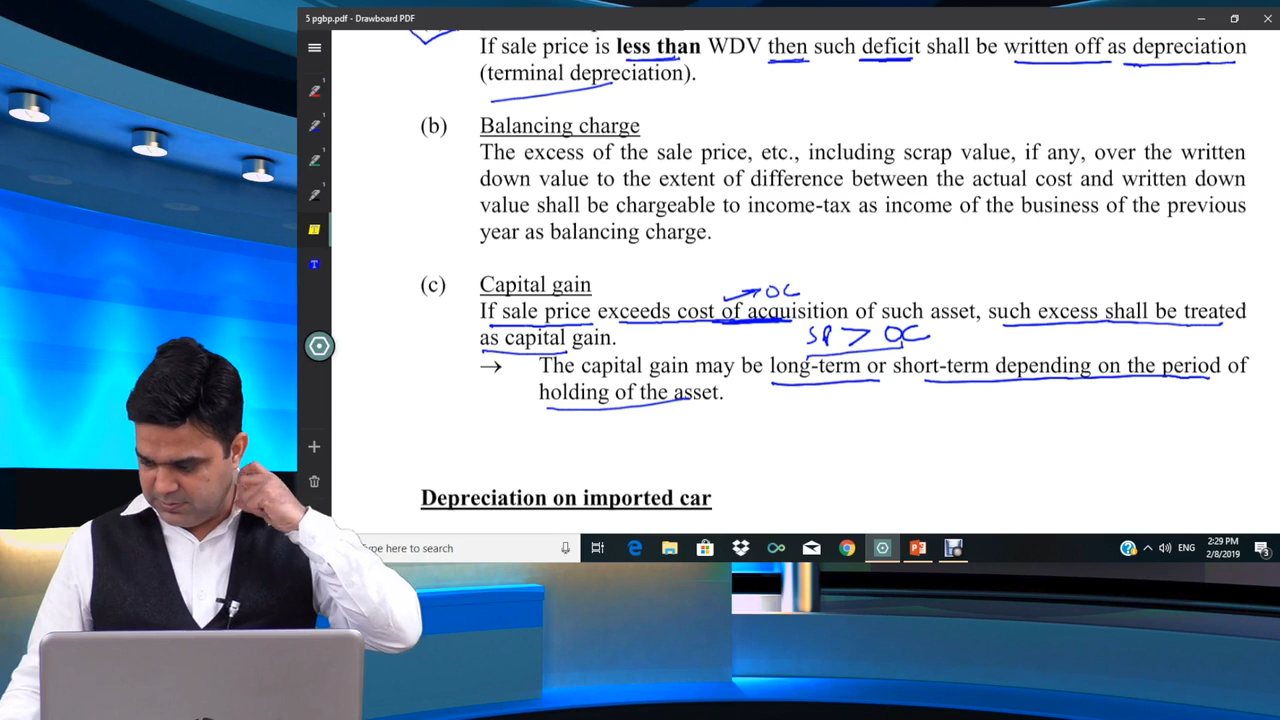 5 pgbp.pdf - Drawboard PDF
If sale price is less than WDV then such deficit shall be written off as depreciation
(terminal depreciation).
(b) Balancing charge
The excess of the sale price, etc., including scrap value, if any, over the written
down value to the extent of difference between the actual cost and written down
value shall be chargeable to income-tax as income of the business of the previous
year as balancing charge.
(c) Capital gain
→ OC
If sale price exceeds cost of acquisition of such asset, such excess shall be treated
as capital gain.
SP > OC
→ The capital gain may be long-term or short-term depending on the period of
holding of the asset.
Depreciation on imported car
ype here to search
ENG
2:29 PM
2/8/2019
3